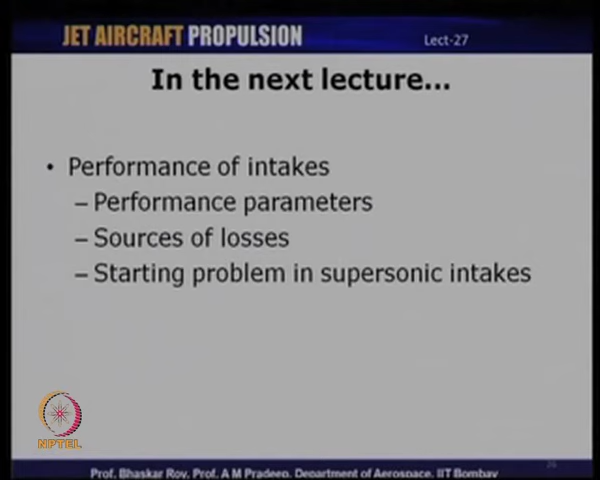 JET AIRCRAFT PROPULSION
Lect-27
In the next lecture...
• Performance of intakes
– Performance parameters
– Sources of losses
– Starting problem in supersonic intakes
NPTEL
26
Prof. Bhaskar Roy, Prof. A M Pradeep, Department of Aerospace, IIT Bombay